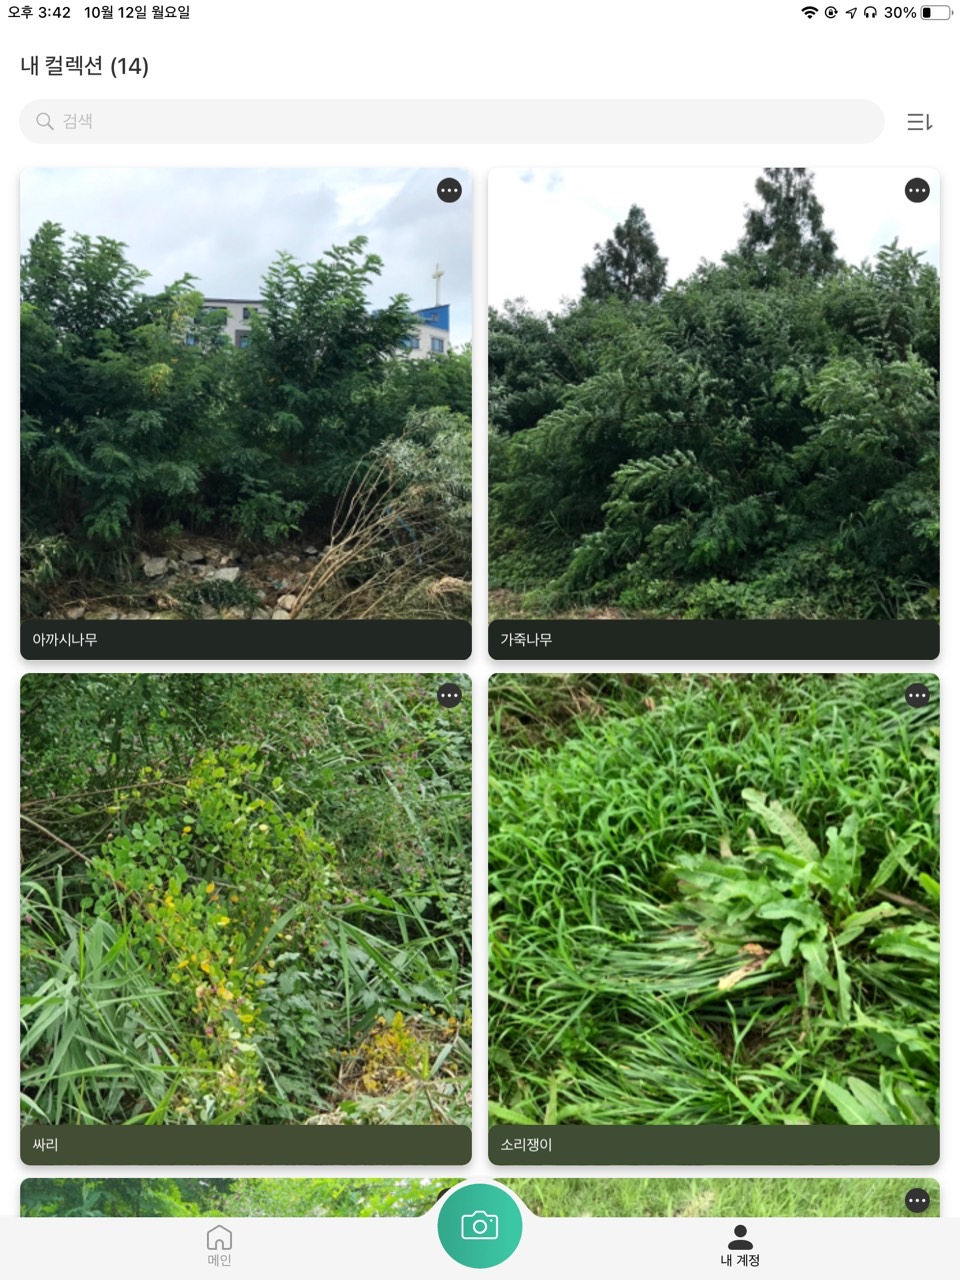 오후 3:42 10월 12일 월요일
30%
내 컬렉션 (14)
검색
아까시나무
가죽나무
싸리
소리쟁이
메인
내 계정